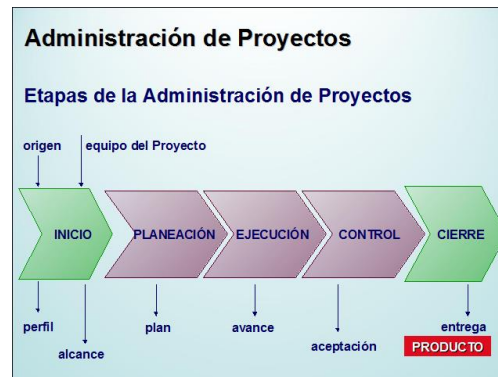 Administración de Proyectos
Etapas de la Administración de Proyectos
origen
equipo del Proyecto
INICIO
PLANEACIÓN
EJECUCIÓN
CONTROL
CIERRE
perfil
alcance
plan
avance
aceptación
entrega
PRODUCTO